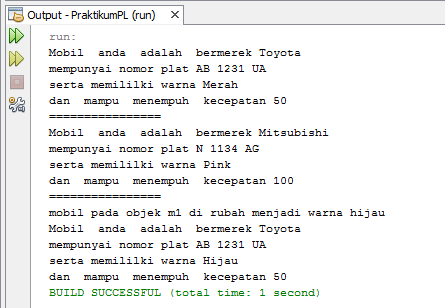 Output - PraktikumPL (run)
run:
Mobil anda adalah bermerek Toyota
mempunyai nomor plat AB 1231 UA
serta memililki warna Merah
dan mampu menempuh kecepatan 50
================
Mobil anda adalah bermerek Mitsubishi
mempunyai nomor plat N 1134 AG
serta memililki warna Pink
dan mampu menempuh kecepatan 100
================
mobil pada objek m1 di rubah menjadi warna hijau
Mobil anda adalah bermerek Toyota
mempunyai nomor plat AB 1231 UA
serta memililki warna Hijau
dan mampu menempuh kecepatan 50
BUILD SUCCESSFUL (total time: 1 second)